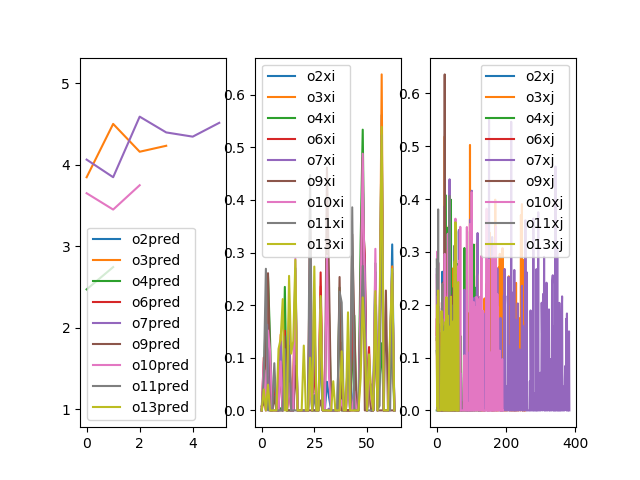 5
4
3
2
1
0
2
4
o2pred
o3pred
o4pred
o6pred
o7pred
o9pred
o10pred
o11pred
o13pred
0.6
0.5
0.4
0.3
0.2
0.1
0.0
0
25
50
o2xi
o3xi
o4xi
o6xi
o7xi
o9xi
o10xi
o11xi
o13xi
0.6
0.5
0.4
0.3
0.2
0.1
0.0
0
200
400
o2xj
o3xj
o4xj
o6xj
o7xj
o9xj
o10xj
o11xj
o13xj